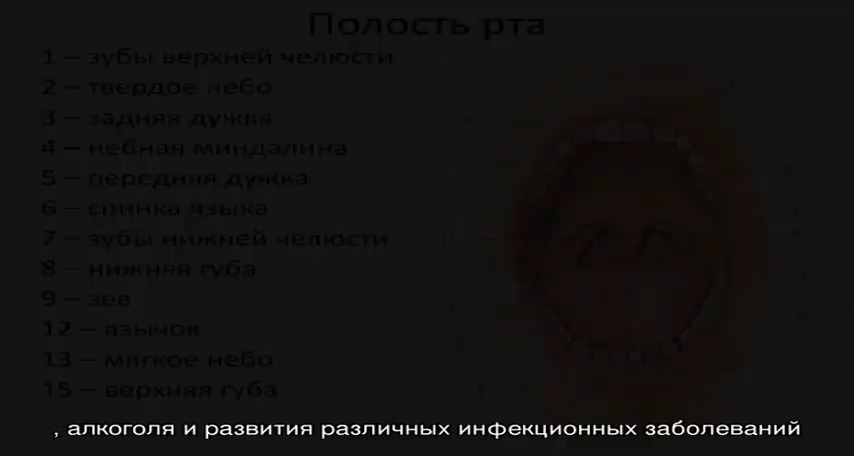 Полость рта
1 – зубы верхней челюсти
2 – твердое небо
3 – задняя дужка
4 – небная миндалина
5 – передняя дужка
6 – спинка языка
7 – зубы нижней челюсти
8 – нижняя губа
9 – зев
12 – язычок
13 – мягкое небо
15 – верхняя губа
, алкоголя и развития различных инфекционных заболеваний